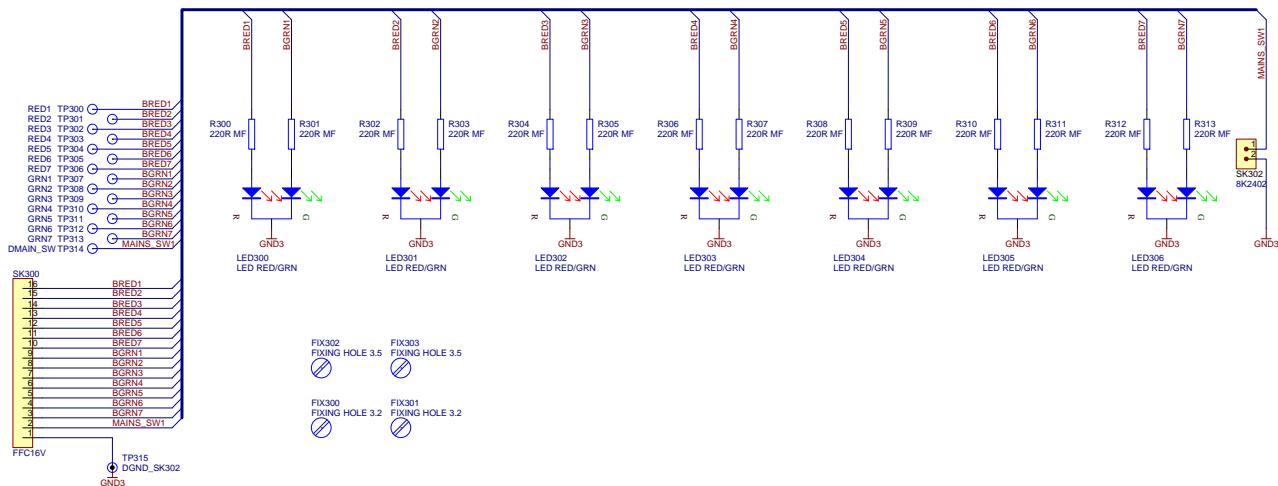 BRED1
BGRN1
BRED2
BGRN2
BRED3
BGRN3
BRED4
BGRN4
BRED5
BGRN5
BRED6
BGRN6
BRED7
BGRN7
MAINS_SW1
RED1 TP300 BRED1
RED2 TP301 BRED2
RED3 TP302 BRED3
RED4 TP303 BRED4
RED5 TP304 BRED5
RED6 TP305 BRED6
RED7 TP306 BRED7
GRN1 TP307 BGRN1
GRN2 TP308 BGRN2
GRN3 TP309 BGRN3
GRN4 TP310 BGRN4
GRN5 TP311 BGRN5
GRN6 TP312 BGRN6
GRN7 TP313 BGRN7
DMAIN_SW TP314 MAINS_SW1
R300
220R MF
R301
220R MF
R302
220R MF
R303
220R MF
R304
220R MF
R305
220R MF
R306
220R MF
R307
220R MF
R308
220R MF
R309
220R MF
R310
220R MF
R311
220R MF
R312
220R MF
R313
220R MF
1
2
SK302
8K2402
R G
R G
R G
R G
R G
R G
R G
GND3
GND3
GND3
GND3
GND3
GND3
GND3
GND3
LED300
LED RED/GRN
LED301
LED RED/GRN
LED302
LED RED/GRN
LED303
LED RED/GRN
LED304
LED RED/GRN
LED305
LED RED/GRN
LED306
LED RED/GRN
SK300
16 BRED1
15 BRED2
14 BRED3
13 BRED4
12 BRED5
11 BRED6
10 BRED7
9 BGRN1
8 BGRN2
7 BGRN3
6 BGRN4
5 BGRN5
4 BGRN6
3 BGRN7
2 MAINS_SW1
1
FFC16V
TP315
DGND_SK302
GND3
FIX302
FIXING HOLE 3.5
FIX303
FIXING HOLE 3.5
FIX300
FIXING HOLE 3.2
FIX301
FIXING HOLE 3.2